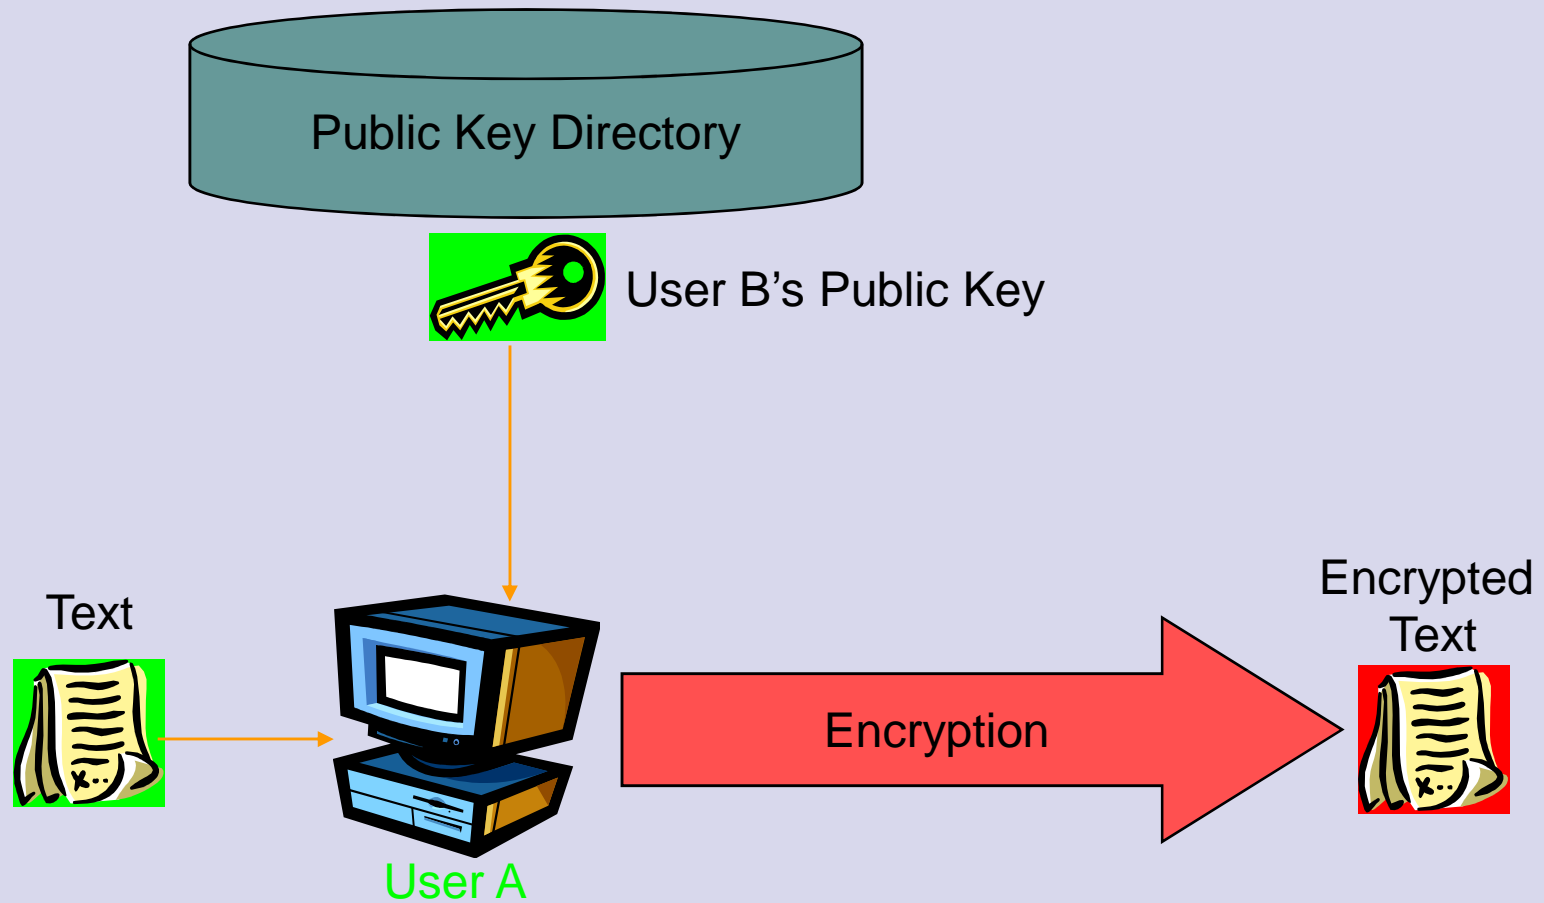 Public Key Directory
User B’s Public Key
Text
Encrypted
Text
Encryption
User A